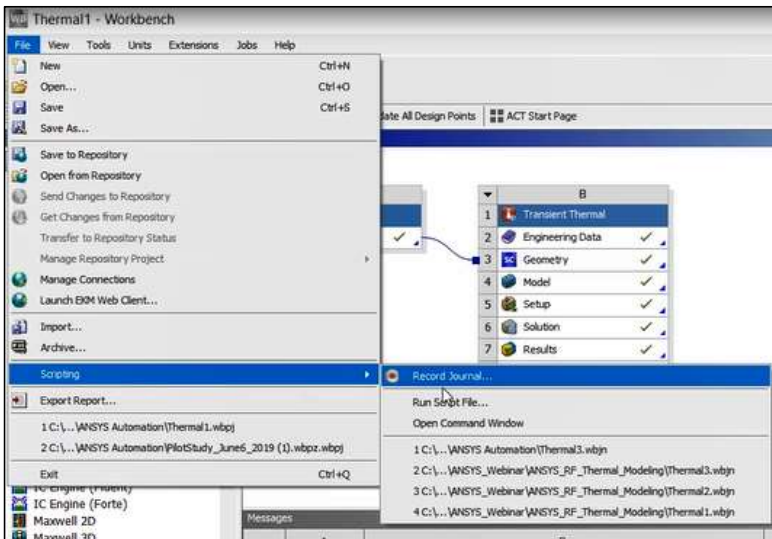 Thermal1 - Workbench
File View Tools Units Extensions Jobs Help
New Ctrl+N
Open... Ctrl+O
Save Ctrl+S
Save As...
date All Design Points ACT Start Page
Save to Repository
Open from Repository
Send Changes to Repository
Get Changes from Repository
Transfer to Repository Status
Manage Repository Project
Manage Connections
Launch EKM Web Client...
Import...
Archive...
Scripting
Export Report...
1 C:\...\ANSYS Automation\Thermal1.wbpj
2 C:\...\ANSYS Automation\PilotStudy_June6_2019 (1).wbpz.wbpj
Exit Ctrl+Q
B
1 Transient Thermal
2 Engineering Data
3 SC Geometry
4 Model
5 Setup
6 Solution
7 Results
Record Journal...
Run Script File...
Open Command Window
1 C:\...\ANSYS Automation\Thermal3.wbjn
2 C:\...\ANSYS_Webinar\ANSYS_RF_Thermal_Modeling\Thermal3.wbjn
3 C:\...\ANSYS_Webinar\ANSYS_RF_Thermal_Modeling\Thermal2.wbjn
4 C:\...\ANSYS_Webinar\ANSYS_RF_Thermal_Modeling\Thermal1.wbjn
IC Engine (Fluent)
IC Engine (Forte)
Maxwell 2D
Maxwell 3D
Messages